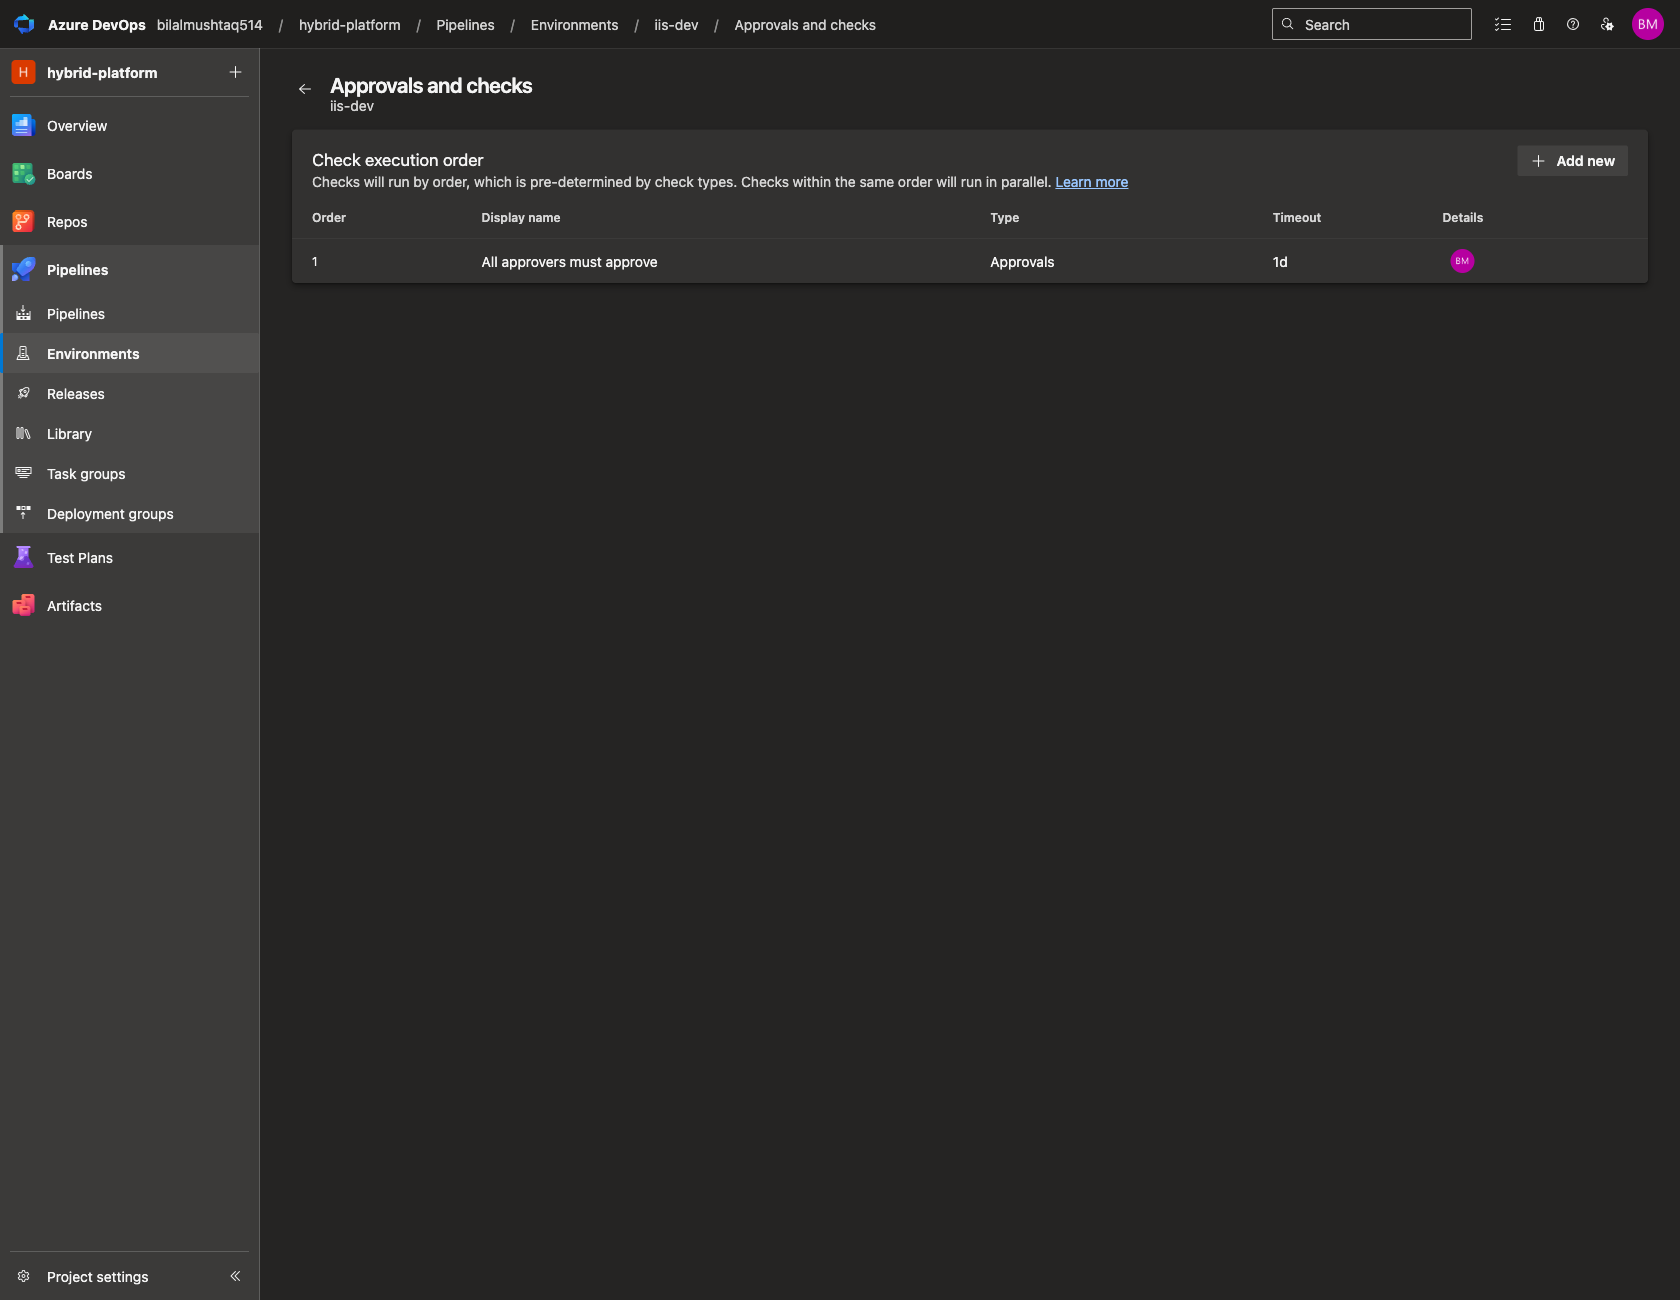 Azure DevOps bilalmushtaq514 / hybrid-platform / Pipelines / Environments / iis-dev / Approvals and checks
Search
BM
H hybrid-platform
Overview
Boards
Repos
Pipelines
Pipelines
Environments
Releases
Library
Task groups
Deployment groups
Test Plans
Artifacts
Project settings
Approvals and checks
iis-dev
Check execution order
Add new
Checks will run by order, which is pre-determined by check types. Checks within the same order will run in parallel. Learn more
Order Display name Type Timeout Details
1 All approvers must approve Approvals 1d BM